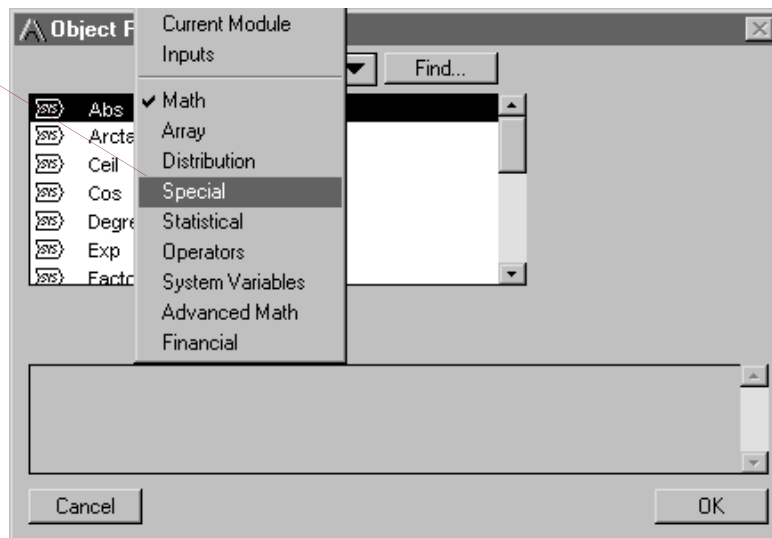 Object F
Current Module
Inputs
Find...
Math
Array
Distribution
Special
Statistical
Operators
System Variables
Advanced Math
Financial
Abs
Arcta
Ceil
Cos
Degre
Exp
Facto
Cancel
OK